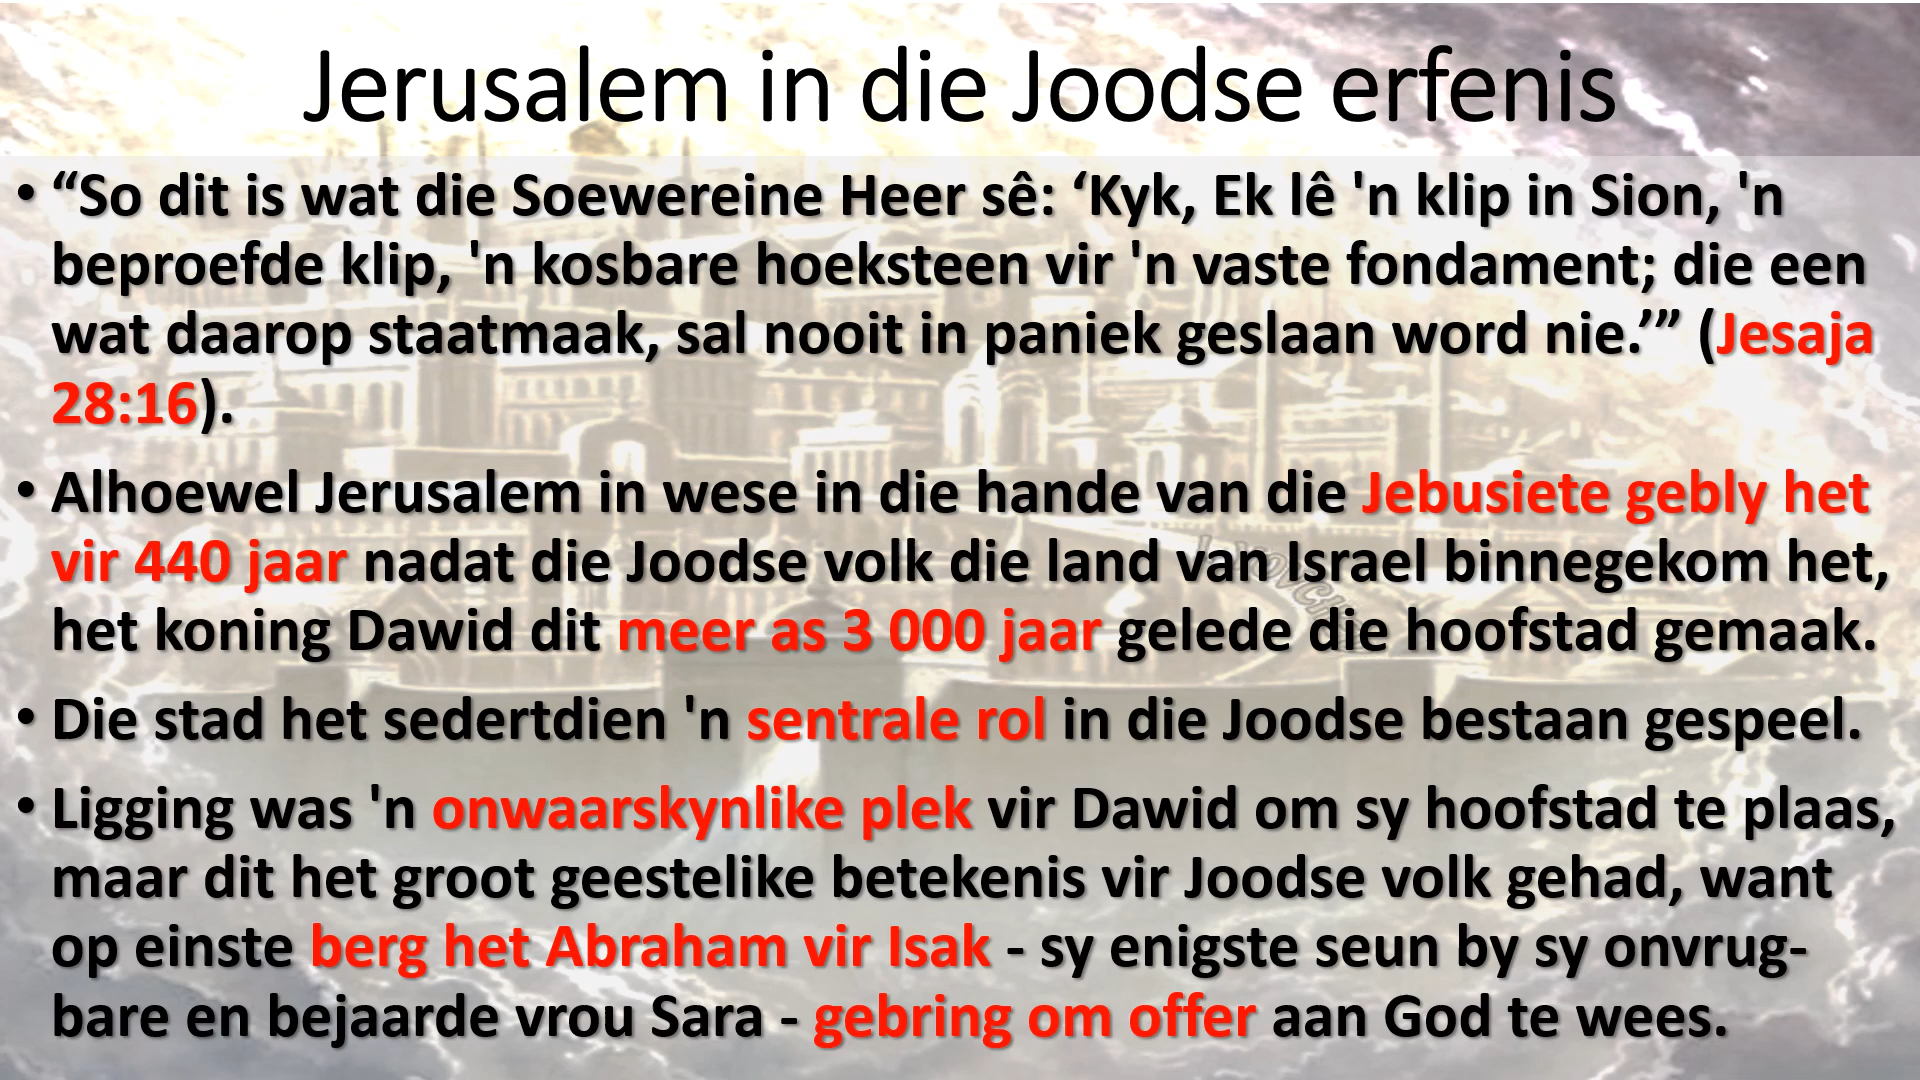 Jerusalem in die Joodse erfenis
• “So dit is wat die Soewereine Heer sê: ‘Kyk, Ek lê 'n klip in Sion, 'n
beproefde klip, 'n kosbare hoeksteen vir 'n vaste fondament; die een
wat daarop staatmaak, sal nooit in paniek geslaan word nie.’” (Jesaja
28:16).
• Alhoewel Jerusalem in wese in die hande van die Jebusiete gebly het
vir 440 jaar nadat die Joodse volk die land van Israel binnegekom het,
het koning Dawid dit meer as 3 000 jaar gelede die hoofstad gemaak.
• Die stad het sedertdien 'n sentrale rol in die Joodse bestaan gespeel.
• Ligging was 'n onwaarskynlike plek vir Dawid om sy hoofstad te plaas,
maar dit het groot geestelike betekenis vir Joodse volk gehad, want
op einste berg het Abraham vir Isak - sy enigste seun by sy onvrug-
bare en bejaarde vrou Sara - gebring om offer aan God te wees.